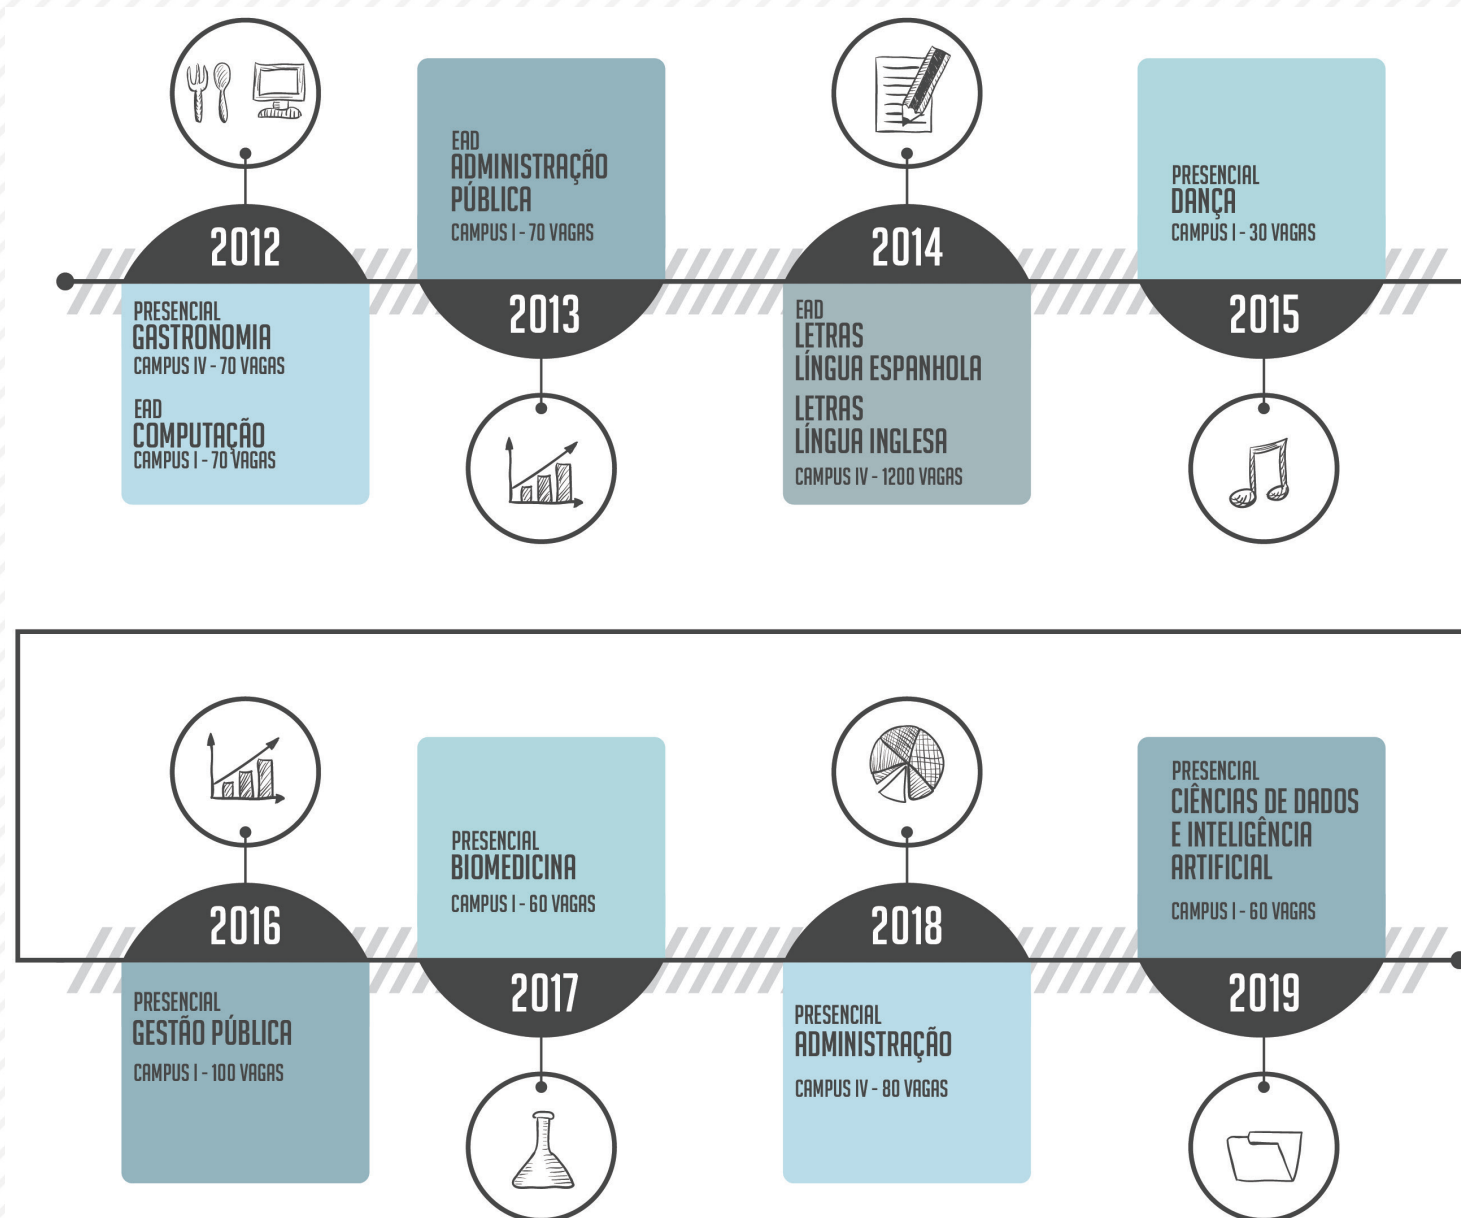 2012
PRESENCIAL
GASTRONOMIA
CAMPUS IV - 70 VAGAS
EAD
COMPUTAÇÃO
CAMPUS I - 70 VAGAS
EAD
ADMINISTRAÇÃO
PÚBLICA
CAMPUS I - 70 VAGAS
2013
2014
EAD
LETRAS
LÍNGUA ESPANHOLA
LETRAS
LÍNGUA INGLESA
CAMPUS IV - 1200 VAGAS
PRESENCIAL
DANÇA
CAMPUS I - 30 VAGAS
2015
2016
PRESENCIAL
GESTÃO PÚBLICA
CAMPUS I - 100 VAGAS
PRESENCIAL
BIOMEDICINA
CAMPUS I - 60 VAGAS
2017
2018
PRESENCIAL
ADMINISTRAÇÃO
CAMPUS IV - 80 VAGAS
PRESENCIAL
CIÊNCIAS DE DADOS
E INTELIGÊNCIA
ARTIFICIAL
CAMPUS I - 60 VAGAS
2019